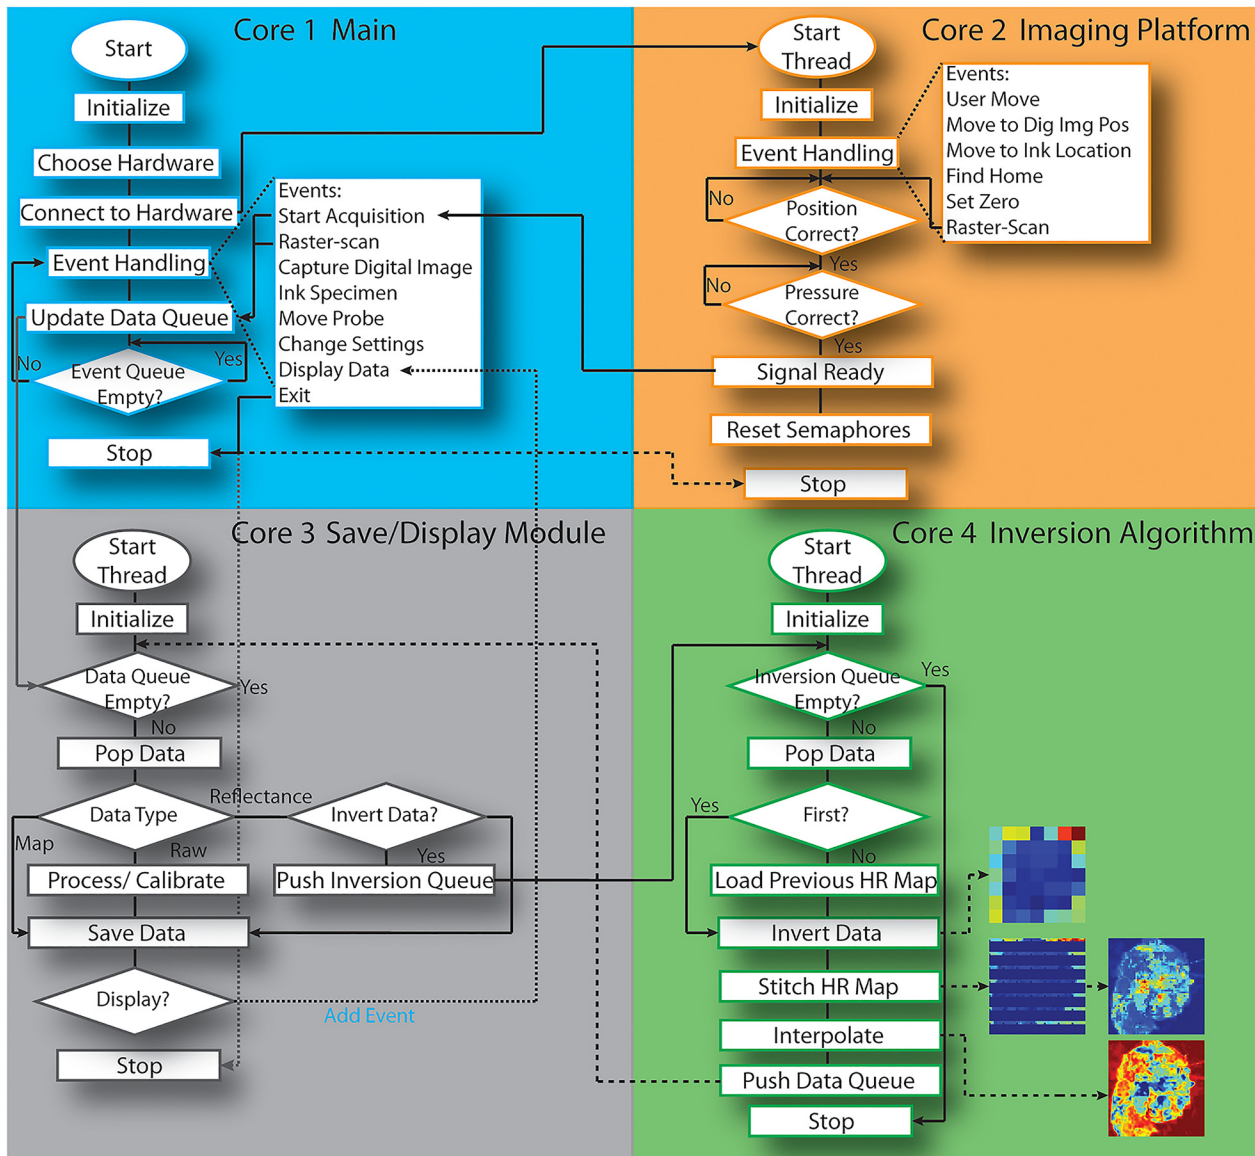 Core 1 Main
Start
Initialize
Choose Hardware
Connect to Hardware
Event Handling
Update Data Queue
No
Yes
Event Queue
Empty?
Stop
Events:
Start Acquisition
Raster-scan
Capture Digital Image
Ink Specimen
Move Probe
Change Settings
Display Data
Exit
Core 2 Imaging Platform
Start
Thread
Initialize
Event Handling
Events:
User Move
Move to Dig Img Pos
Move to Ink Location
Find Home
Set Zero
Raster-Scan
No
Position
Correct?
Yes
No
Pressure
Correct?
Yes
Signal Ready
Reset Semaphores
Stop
Core 3 Save/Display Module
Start
Thread
Initialize
Data Queue
Empty?
Yes
No
Pop Data
Data Type
Reflectance
Invert Data?
Map
Raw
Yes
Process/ Calibrate
Push Inversion Queue
Save Data
Display?
Add Event
Stop
Core 4 Inversion Algorithm
Start
Thread
Initialize
Inversion Queue
Empty?
Yes
No
Pop Data
Yes
First?
No
Load Previous HR Map
Invert Data
Stitch HR Map
Interpolate
Push Data Queue
Stop